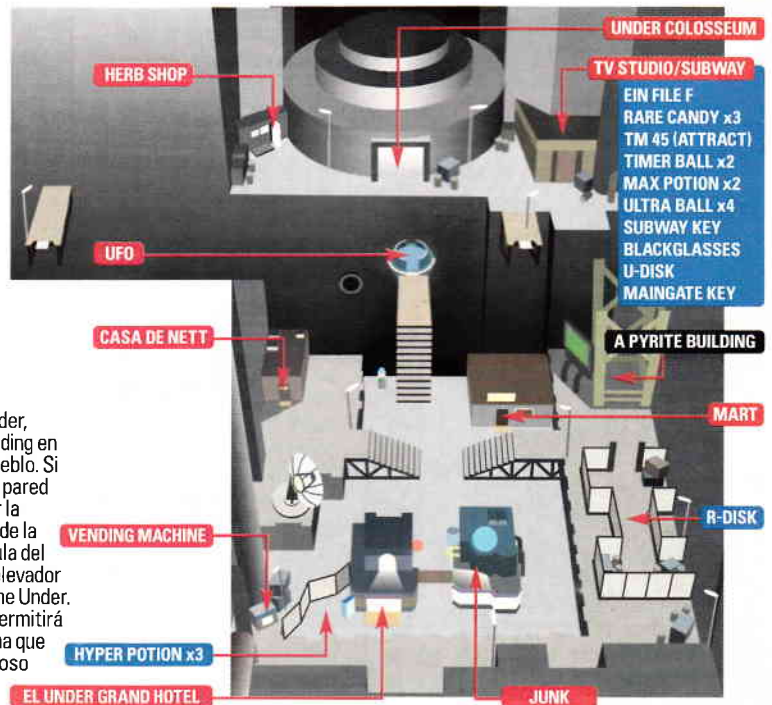 UNDER COLOSSEUM
HERB SHOP
TV STUDIO/SUBWAY
EIN FILE F
RARE CANDY x3
TM 45 (ATTRACT)
TIMER BALL x2
MAX POTION x2
ULTRA BALL x4
SUBWAY KEY
BLACKGLASSES
U-DISK
MAINGATE KEY
UFO
CASA DE NETT
A PYRITE BUILDING
MART
der,
ding en
eblo. Si
pared
r la
de la
ula del
elevador
ne Under.
ermitirá
na que
oso
VENDING MACHINE
R-DISK
HYPER POTION x3
EL UNDER GRAND HOTEL
JUNK